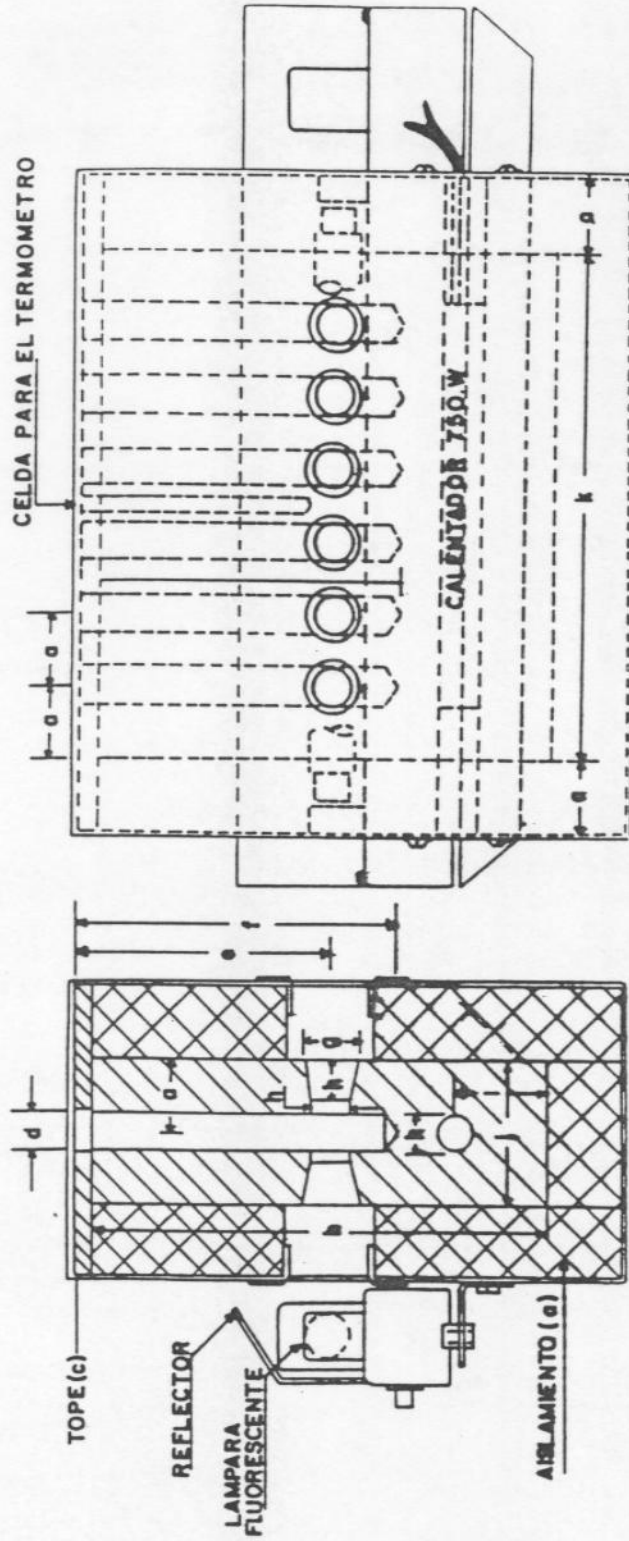 TOPE(c)
REFLECTOR
LAMPARA
FLUORESCENTE
AISLAMIENTO (a)
d
e
f
a
g
h
h
h
h
i
j
CELDA PARA EL TERMOMETRO
a
a
CALENTADOR 750.W
a
k
a